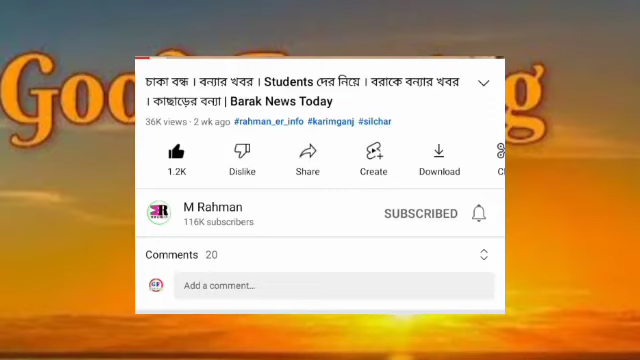 Good
g
চাকা বন্ধ । বন্যার খবর । Students দের নিয়ে । বরাকে বন্যার খবর
। কাছাড়ের বন্যা | Barak News Today
36K views · 2 wk ago #rahman_er_info #karimganj #silchar
1.2K Dislike Share Create Download
M Rahman SUBSCRIBED
116K subscribers
Comments 20
Add a comment...